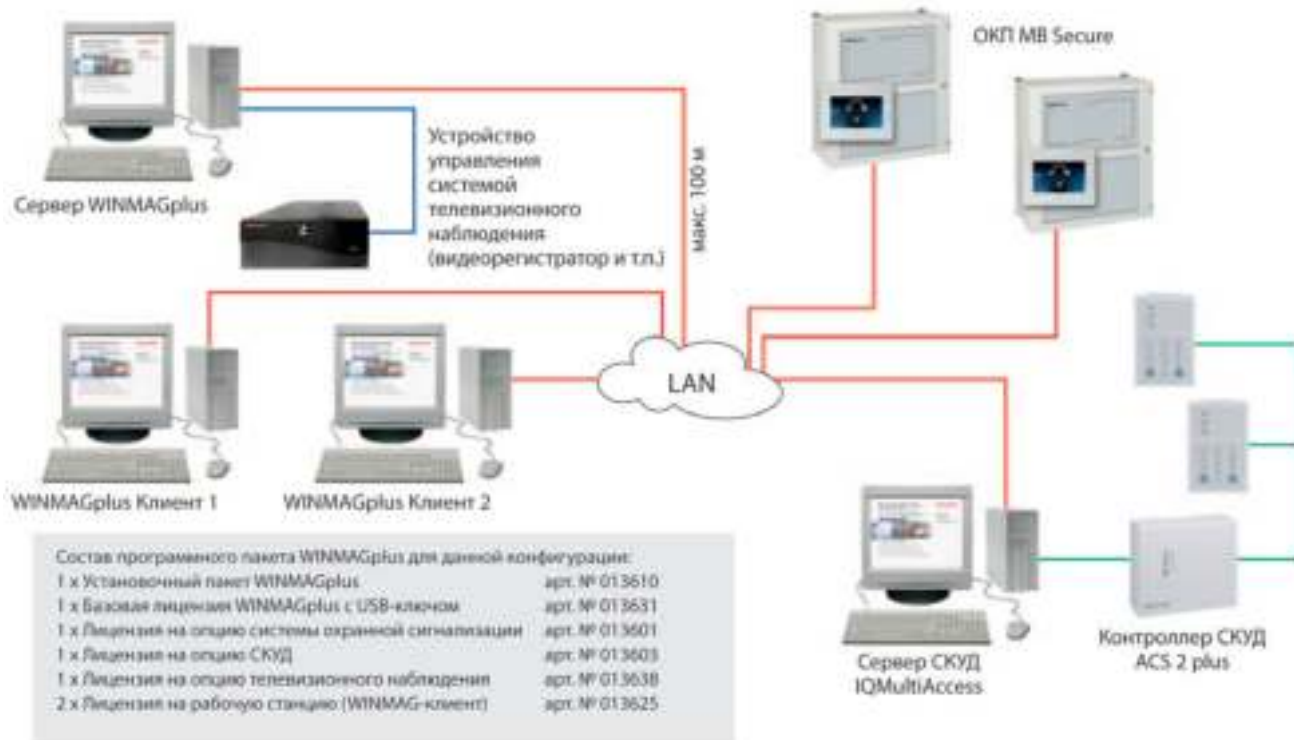 ОКП MB Secure
Сервер WINMAGplus
Устройство
управления
системой
телевизионного
наблюдения
(видеорегистратор и т.п.)
макс. 100 м
LAN
WINMAGplus Клиент 1
WINMAGplus Клиент 2
Состав программного пакета WINMAGplus для данной конфигурации:
1 x Установочный пакет WINMAGplus арт. № 013610
1 x Базовая лицензия WINMAGplus с USB-ключом арт. № 013631
1 x Лицензия на опцию системы охранной сигнализации арт. № 013601
1 x Лицензия на опцию СКУД арт. № 013603
1 x Лицензия на опцию телевизионного наблюдения арт. № 013638
2 x Лицензия на рабочую станцию (WINMAG-клиент) арт. № 013625
Сервер СКУД
IQMultiAccess
Контроллер СКУД
ACS 2 plus